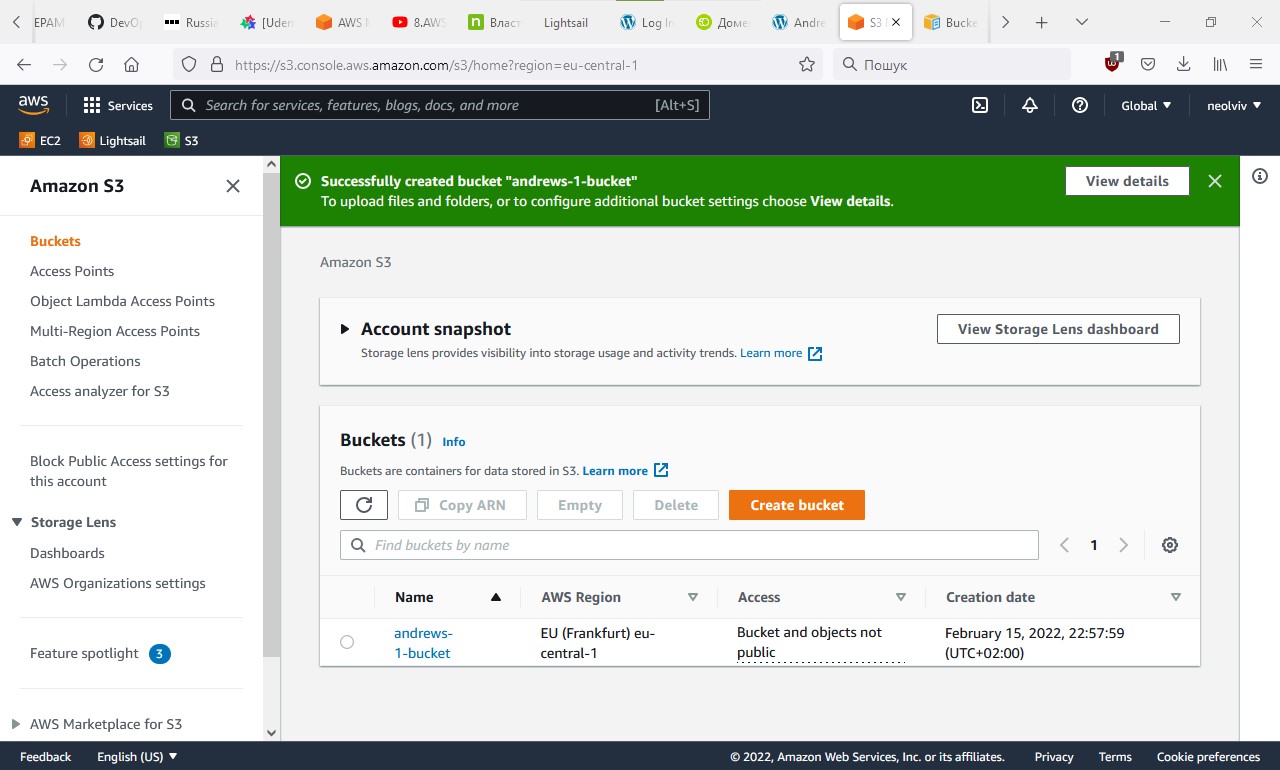 EPAM DevO Russia [Udem AWS M 8.AWS Власт Lightsail Log In Доме Andre S3 Bucke
https://s3.console.aws.amazon.com/s3/home?region=eu-central-1 Пошук 1
aws Services Search for services, features, blogs, docs, and more [Alt+S] Global neolviv
EC2 Lightsail S3
Amazon S3
Buckets
Access Points
Object Lambda Access Points
Multi-Region Access Points
Batch Operations
Access analyzer for S3
Block Public Access settings for
this account
Storage Lens
Dashboards
AWS Organizations settings
Feature spotlight 3
AWS Marketplace for S3
Successfully created bucket "andrews-1-bucket"
To upload files and folders, or to configure additional bucket settings choose View details.
View details
Amazon S3
Account snapshot
Storage lens provides visibility into storage usage and activity trends. Learn more
View Storage Lens dashboard
Buckets (1) Info
Buckets are containers for data stored in S3. Learn more
Copy ARN Empty Delete Create bucket
Find buckets by name 1
Name AWS Region Access Creation date
andrews- EU (Frankfurt) eu- Bucket and objects not February 15, 2022, 22:57:59
1-bucket central-1 public (UTC+02:00)
Feedback English (US) © 2022, Amazon Web Services, Inc. or its affiliates. Privacy Terms Cookie preferences